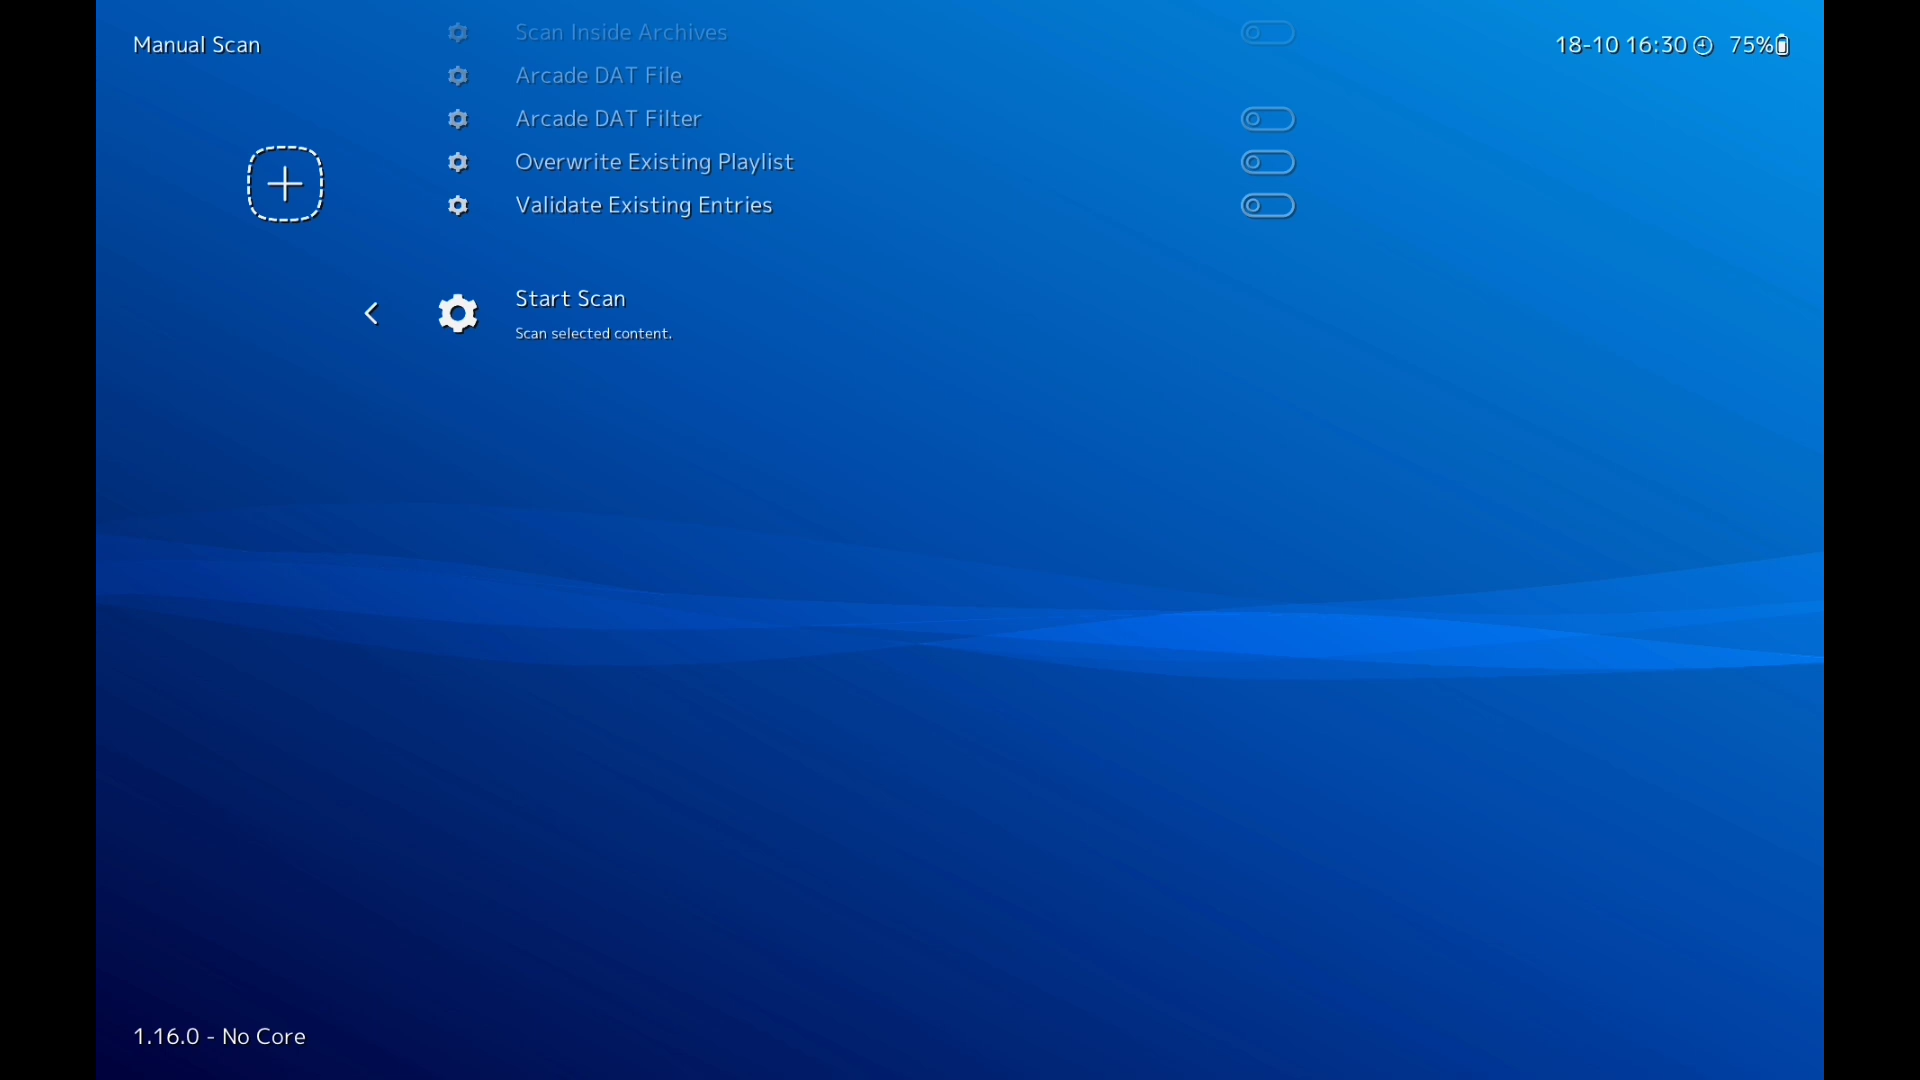 Manual Scan
18-10 16:30 75%
Scan Inside Archives
Arcade DAT File
Arcade DAT Filter
Overwrite Existing Playlist
Validate Existing Entries
Start Scan
Scan selected content.
1.16.0 - No Core